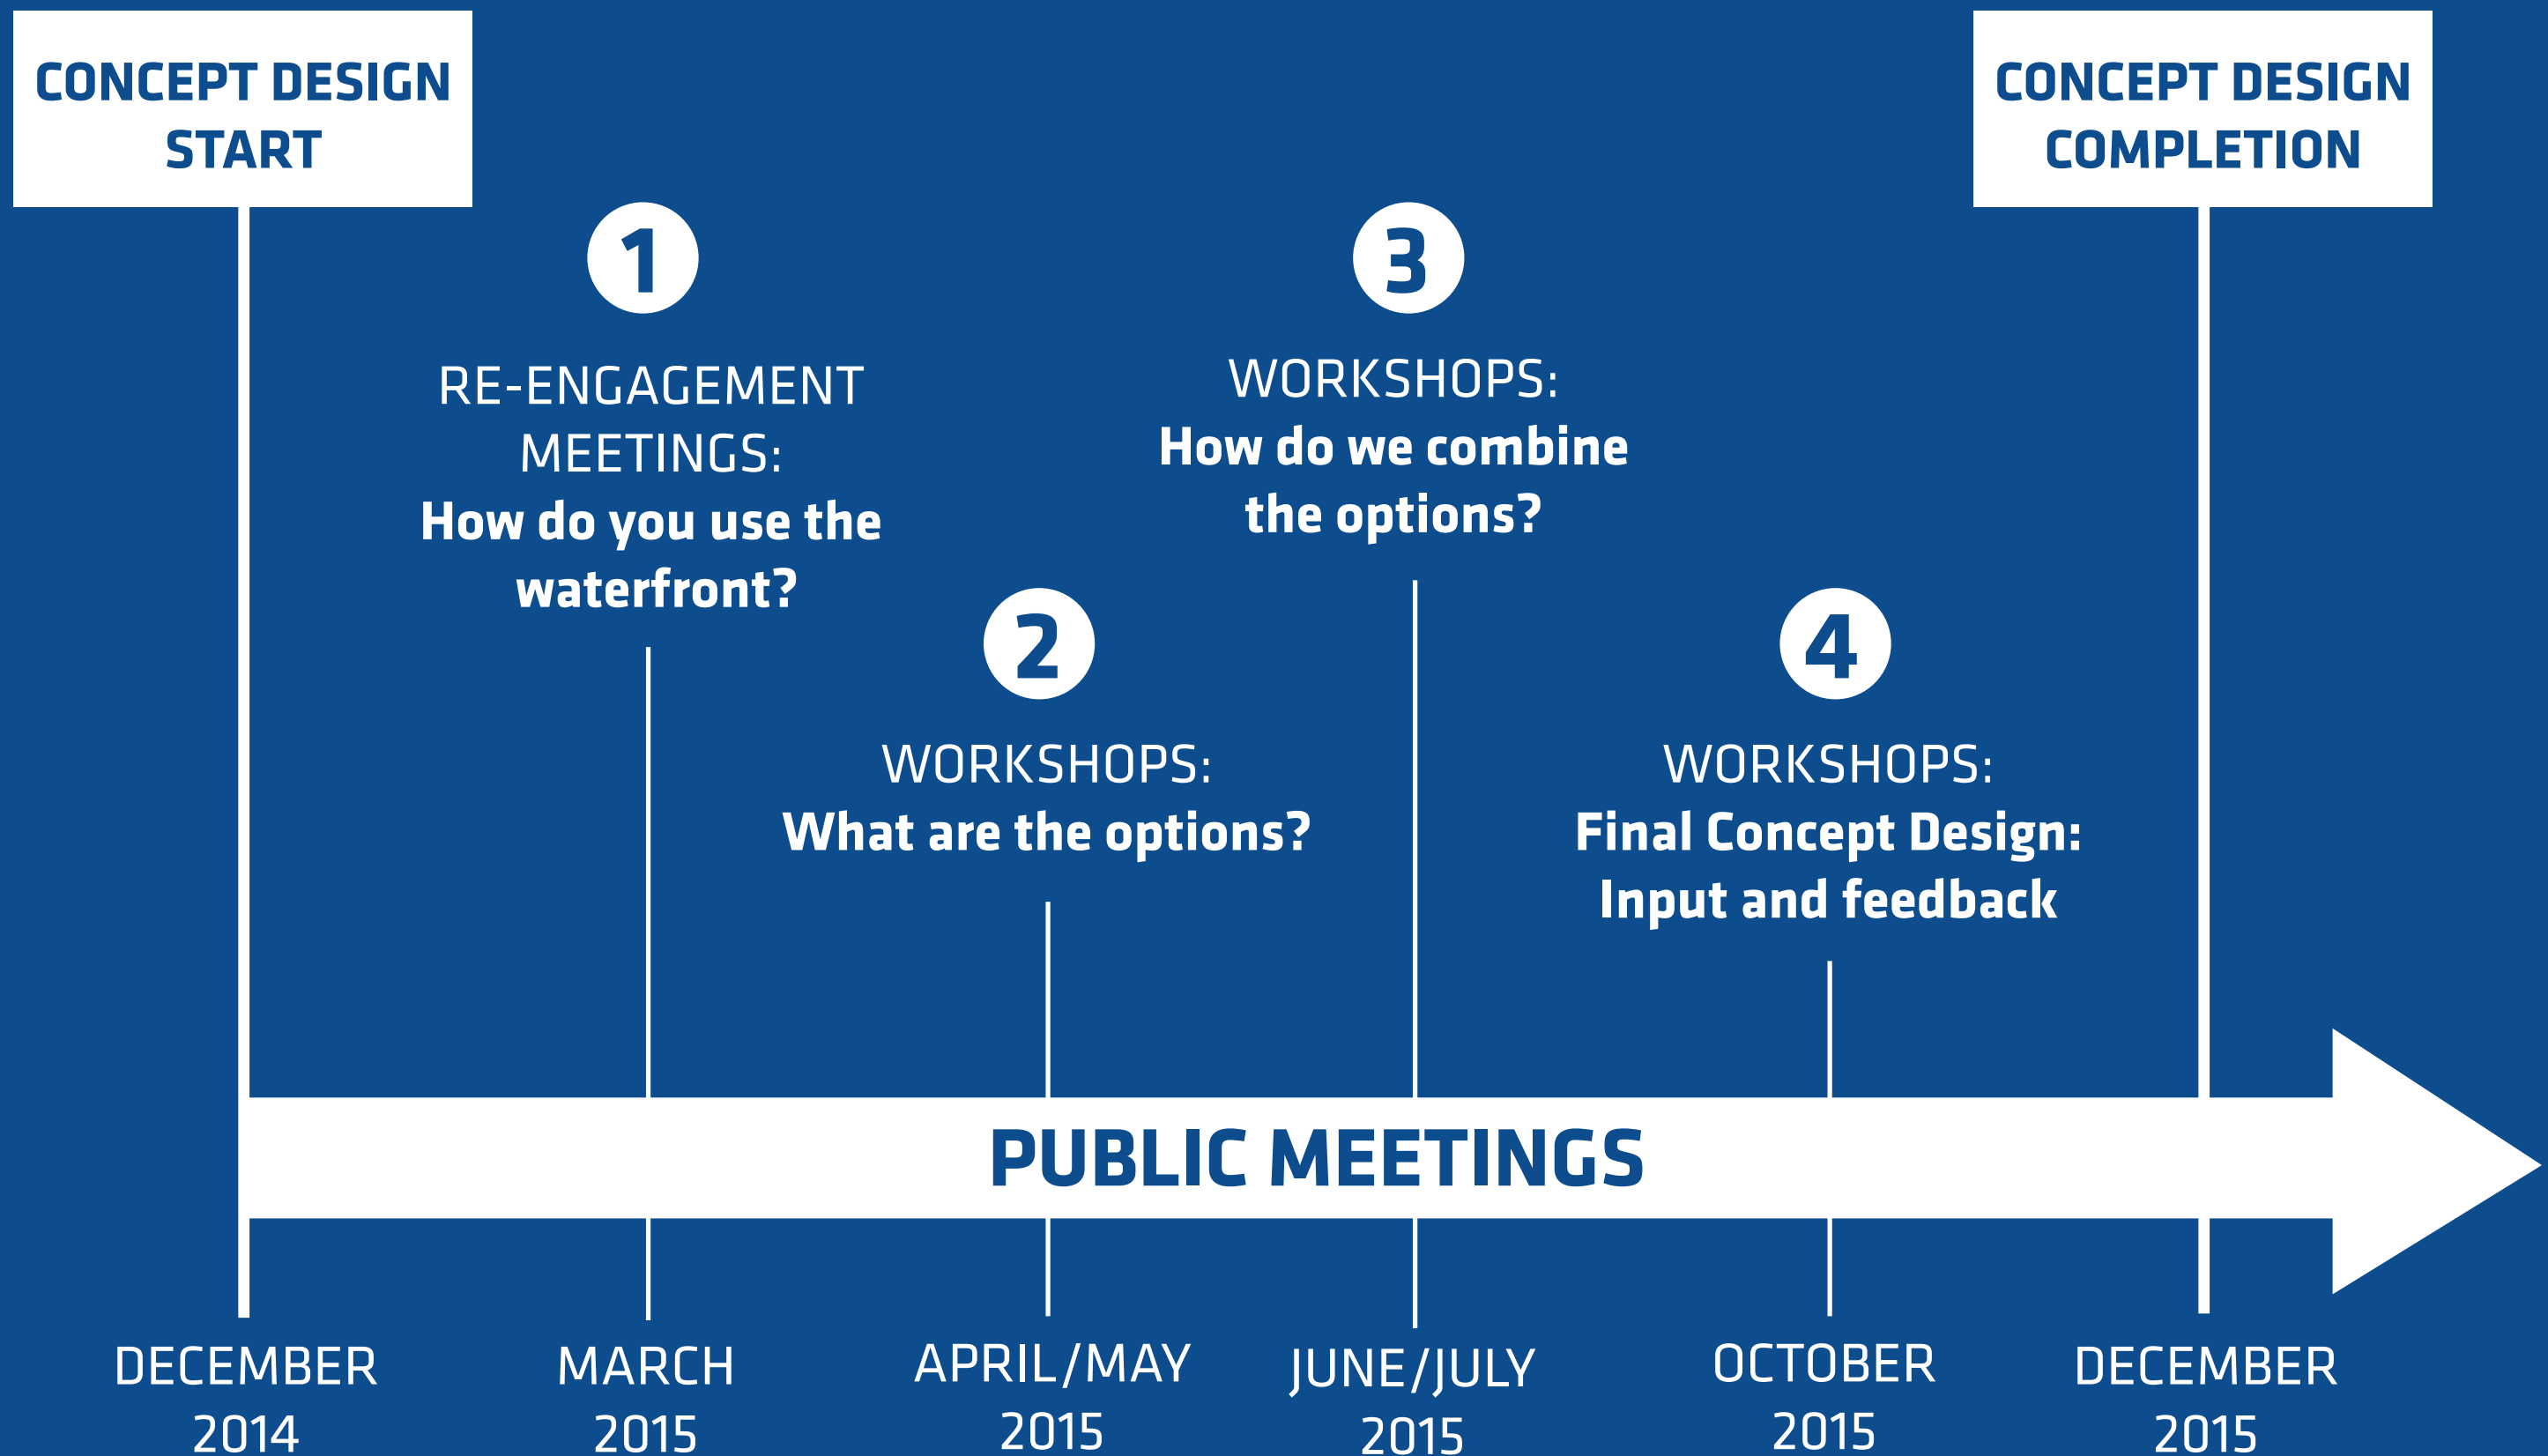 CONCEPT DESIGN
START
CONCEPT DESIGN
COMPLETION
1
RE-ENGAGEMENT
MEETINGS:
How do you use the
waterfront?
2
WORKSHOPS:
What are the options?
3
WORKSHOPS:
How do we combine
the options?
4
WORKSHOPS:
Final Concept Design:
Input and feedback
PUBLIC MEETINGS
DECEMBER
2014
MARCH
2015
APRIL/MAY
2015
JUNE/JULY
2015
OCTOBER
2015
DECEMBER
2015